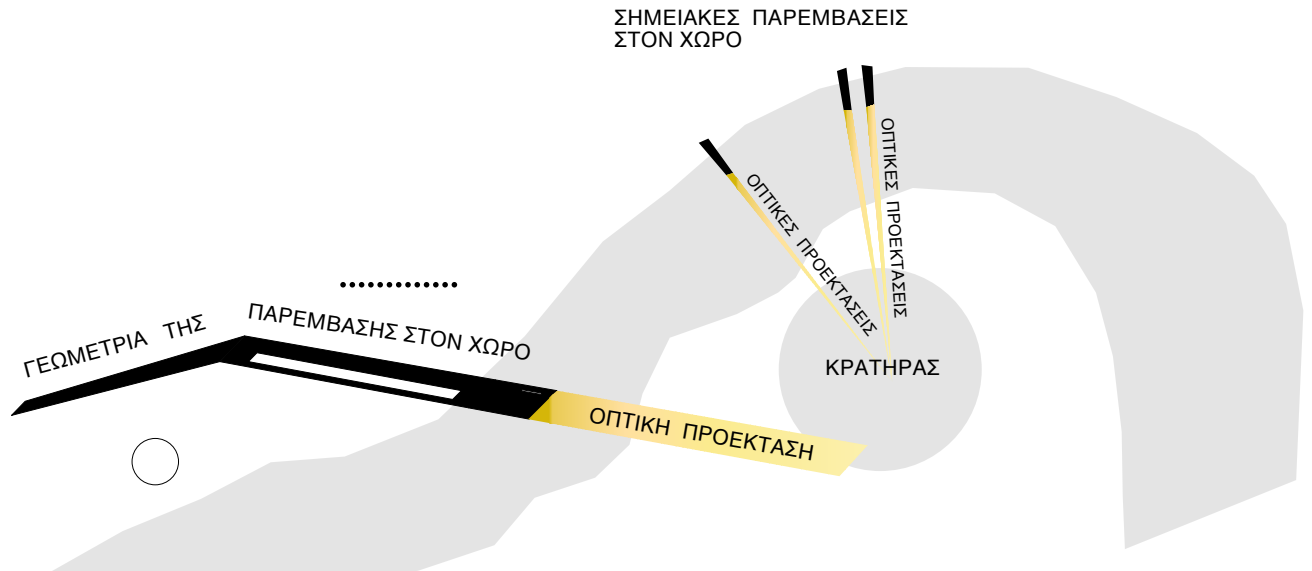 ΣΗΜΕΙΑΚΕΣ ΠΑΡΕΜΒΑΣΕΙΣ
ΣΤΟΝ ΧΩΡΟ
ΟΠΤΙΚΕΣ ΠΡΟΕΚΤΑΣΕΙΣ
ΟΠΤΙΚΕΣ ΠΡΟΕΚΤΑΣΕΙΣ
ΓΕΩΜΕΤΡΙΑ ΤΗΣ ΠΑΡΕΜΒΑΣΗΣ ΣΤΟΝ ΧΩΡΟ
ΚΡΑΤΗΡΑΣ
ΟΠΤΙΚΗ ΠΡΟΕΚΤΑΣΗ